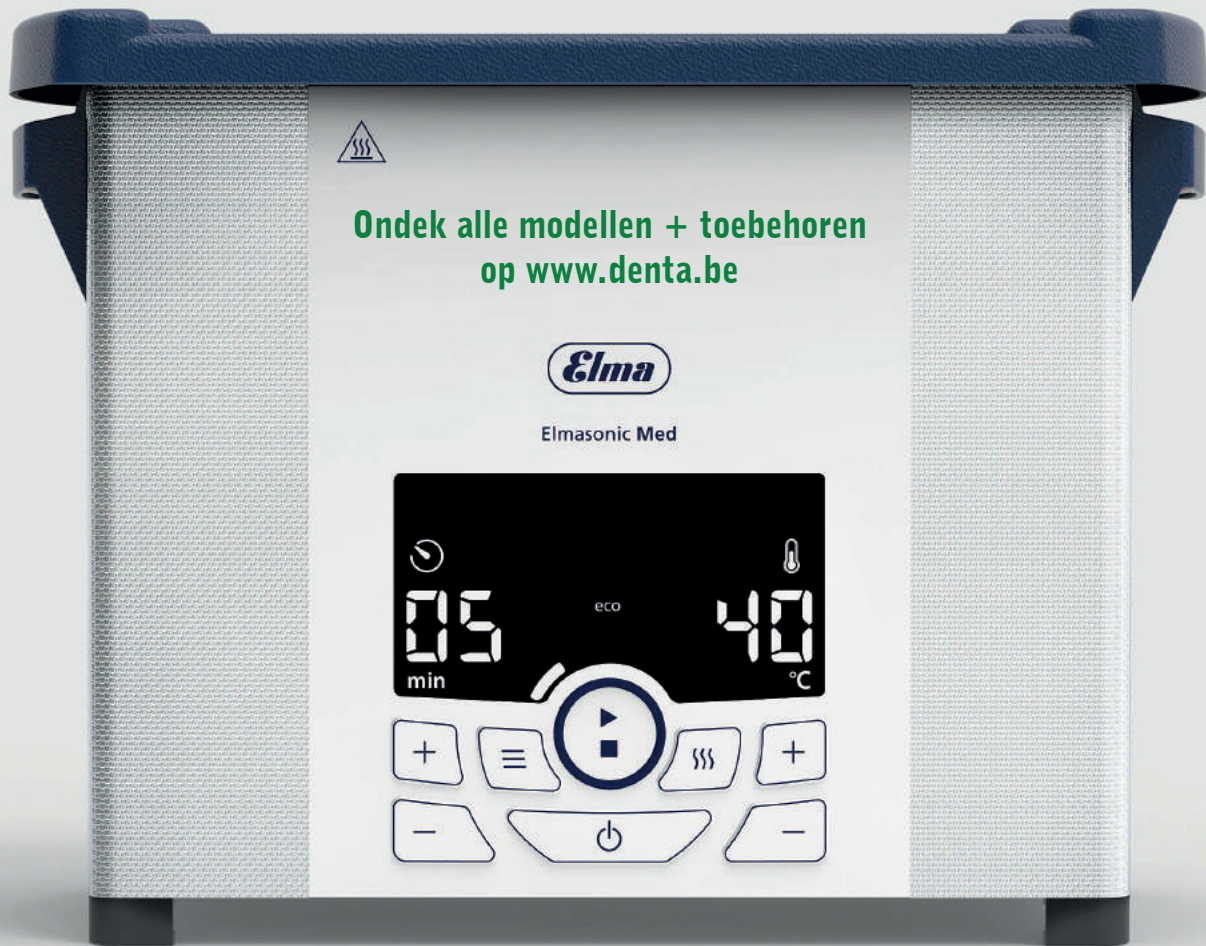 Ondek alle modellen + toebehoren
op www.denta.be
Elma
Elmasonic Med
eco
05
40
min
°C